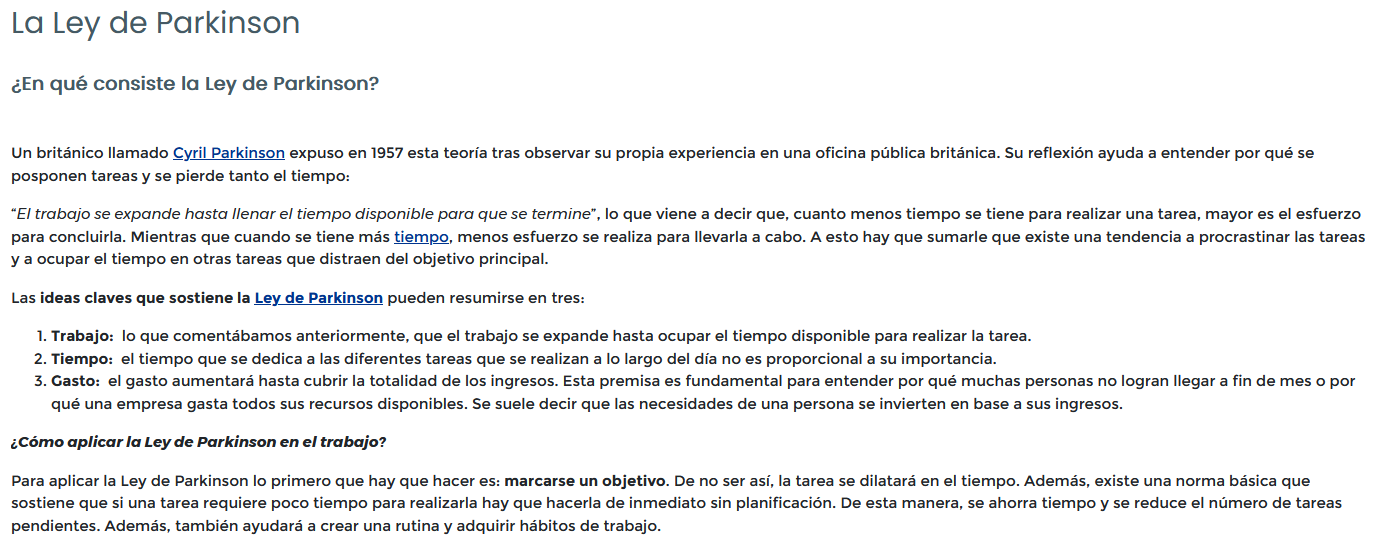 La Ley de Parkinson
¿En qué consiste la Ley de Parkinson?
Un británico llamado Cyril Parkinson expuso en 1957 esta teoría tras observar su propia experiencia en una oficina pública británica. Su reflexión ayuda a entender por qué se
posponen tareas y se pierde tanto el tiempo:
“El trabajo se expande hasta llenar el tiempo disponible para que se termine”, lo que viene a decir que, cuanto menos tiempo se tiene para realizar una tarea, mayor es el esfuerzo
para concluirla. Mientras que cuando se tiene más tiempo, menos esfuerzo se realiza para llevarla a cabo. A esto hay que sumarle que existe una tendencia a procrastinar las tareas
y a ocupar el tiempo en otras tareas que distraen del objetivo principal.
Las ideas claves que sostiene la Ley de Parkinson pueden resumirse en tres:
1. Trabajo: lo que comentábamos anteriormente, que el trabajo se expande hasta ocupar el tiempo disponible para realizar la tarea.
2. Tiempo: el tiempo que se dedica a las diferentes tareas que se realizan a lo largo del día no es proporcional a su importancia.
3. Gasto: el gasto aumentará hasta cubrir la totalidad de los ingresos. Esta premisa es fundamental para entender por qué muchas personas no logran llegar a fin de mes o por
qué una empresa gasta todos sus recursos disponibles. Se suele decir que las necesidades de una persona se invierten en base a sus ingresos.
¿Cómo aplicar la Ley de Parkinson en el trabajo?
Para aplicar la Ley de Parkinson lo primero que hay que hacer es: marcarse un objetivo. De no ser así, la tarea se dilatará en el tiempo. Además, existe una norma básica que
sostiene que si una tarea requiere poco tiempo para realizarla hay que hacerla de inmediato sin planificación. De esta manera, se ahorra tiempo y se reduce el número de tareas
pendientes. Además, también ayudará a crear una rutina y adquirir hábitos de trabajo.